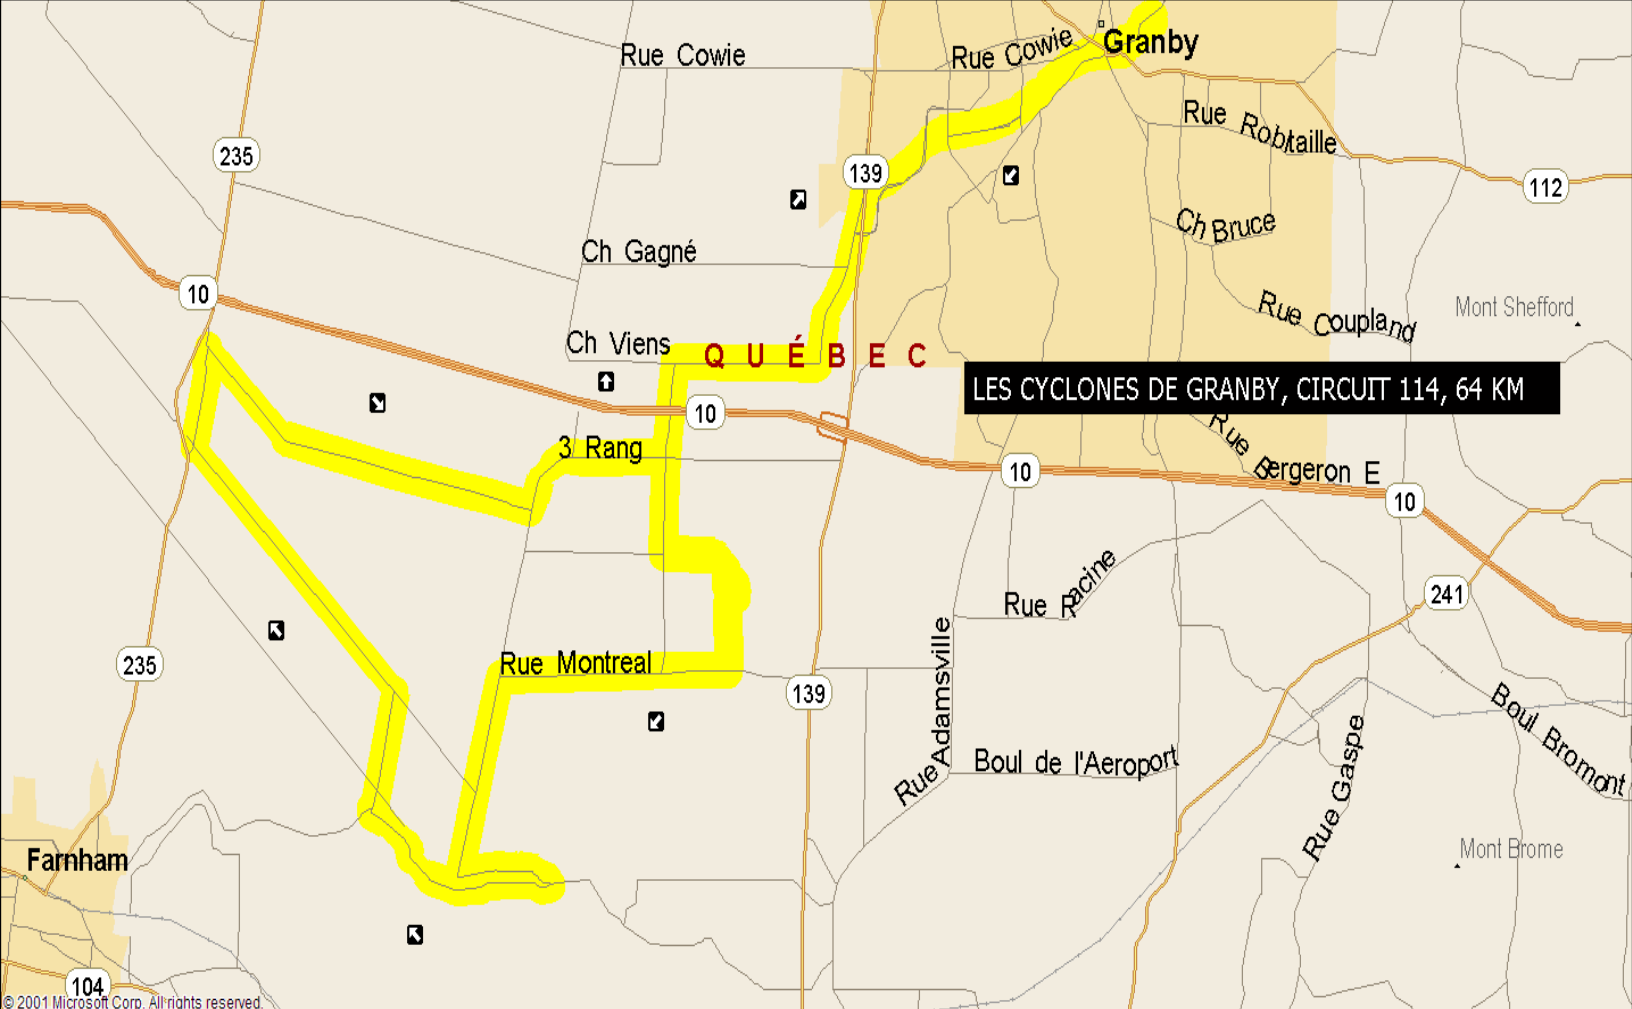 Rue Cowie
Rue Cowie
Granby
Rue Robitaille
235
139
112
Ch Gagné
Ch Bruce
10
Rue Coupland
Mont Shefford
Ch Viens
QUÉBEC
LES CYCLONES DE GRANBY, CIRCUIT 114, 64 KM
10
3 Rang
Rue Bergeron E
10
10
Rue Racine
241
235
Rue Montreal
139
Rue Adamsville
Boul de l'Aeroport
Rue Gaspe
Boul Bromont
Farnham
Mont Brome
104
© 2001 Microsoft Corp. All rights reserved.